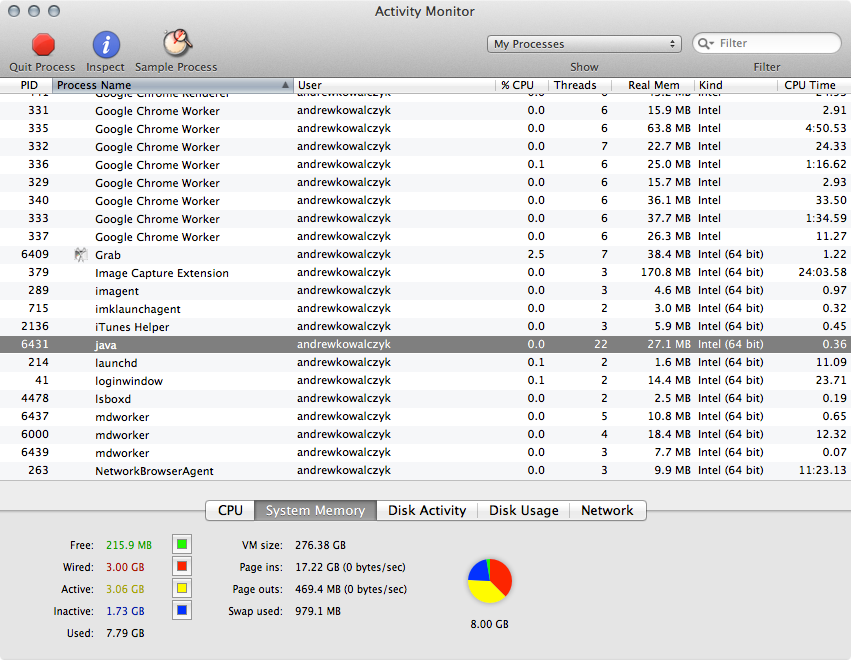 Activity Monitor
Quit Process Inspect Sample Process My Processes Show Filter Filter
PID Process Name User % CPU Threads Real Mem Kind CPU Time
Google Chrome Renderer andrewkowalczyk
331 Google Chrome Worker andrewkowalczyk 0.0 6 15.9 MB Intel 2.91
335 Google Chrome Worker andrewkowalczyk 0.0 6 63.8 MB Intel 4:50.53
332 Google Chrome Worker andrewkowalczyk 0.0 7 22.7 MB Intel 24.33
336 Google Chrome Worker andrewkowalczyk 0.1 6 25.0 MB Intel 1:16.62
329 Google Chrome Worker andrewkowalczyk 0.0 6 15.7 MB Intel 2.93
340 Google Chrome Worker andrewkowalczyk 0.0 6 36.1 MB Intel 33.50
333 Google Chrome Worker andrewkowalczyk 0.0 6 37.7 MB Intel 1:34.59
337 Google Chrome Worker andrewkowalczyk 0.0 6 26.3 MB Intel 11.27
6409 Grab andrewkowalczyk 2.5 7 38.4 MB Intel (64 bit) 1.22
379 Image Capture Extension andrewkowalczyk 0.0 3 170.8 MB Intel (64 bit) 24:03.58
289 imagent andrewkowalczyk 0.0 3 4.6 MB Intel (64 bit) 0.97
715 imklaunchagent andrewkowalczyk 0.0 2 3.0 MB Intel (64 bit) 0.32
2136 iTunes Helper andrewkowalczyk 0.0 3 5.9 MB Intel (64 bit) 0.45
6431 java andrewkowalczyk 0.0 22 27.1 MB Intel (64 bit) 0.36
214 launchd andrewkowalczyk 0.1 2 1.6 MB Intel (64 bit) 11.09
41 loginwindow andrewkowalczyk 0.1 2 14.4 MB Intel (64 bit) 23.71
4478 lsboxd andrewkowalczyk 0.0 2 2.5 MB Intel (64 bit) 0.19
6437 mdworker andrewkowalczyk 0.0 5 10.8 MB Intel (64 bit) 0.65
6000 mdworker andrewkowalczyk 0.0 4 18.4 MB Intel (64 bit) 12.32
6439 mdworker andrewkowalczyk 0.0 3 7.7 MB Intel (64 bit) 0.07
263 NetworkBrowserAgent andrewkowalczyk 0.0 3 9.9 MB Intel (64 bit) 11:23.13
CPU System Memory Disk Activity Disk Usage Network
Free: 215.9 MB VM size: 276.38 GB
Wired: 3.00 GB Page ins: 17.22 GB (0 bytes/sec)
Active: 3.06 GB Page outs: 469.4 MB (0 bytes/sec)
Inactive: 1.73 GB Swap used: 979.1 MB
Used: 7.79 GB 8.00 GB